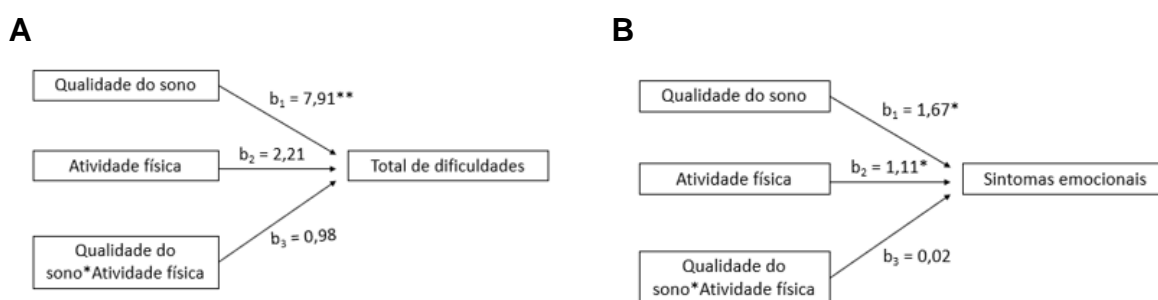 A
Qualidade do sono
b₁ = 7,91**
Atividade física
b₂ = 2,21
Total de dificuldades
Qualidade do
sono*Atividade física
b₃ = 0,98
B
Qualidade do sono
b₁ = 1,67*
Atividade física
b₂ = 1,11*
Sintomas emocionais
Qualidade do
sono*Atividade física
b₃ = 0,02